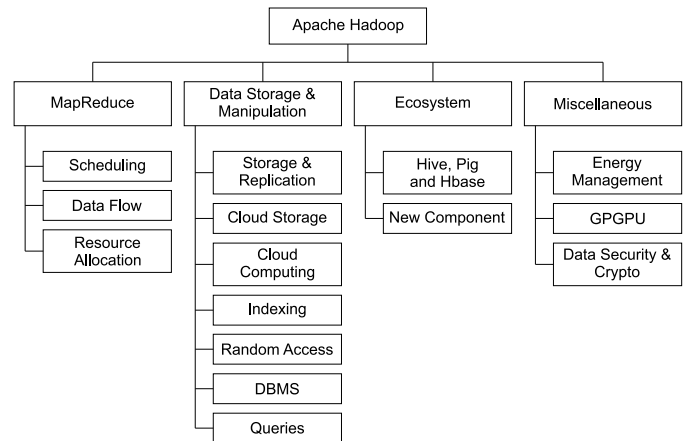 Apache Hadoop
MapReduce
Scheduling
Data Flow
Resource
Allocation
Data Storage &
Manipulation
Storage &
Replication
Cloud Storage
Cloud
Computing
Indexing
Random Access
DBMS
Queries
Ecosystem
Hive, Pig
and Hbase
New Component
Miscellaneous
Energy
Management
GPGPU
Data Security &
Crypto